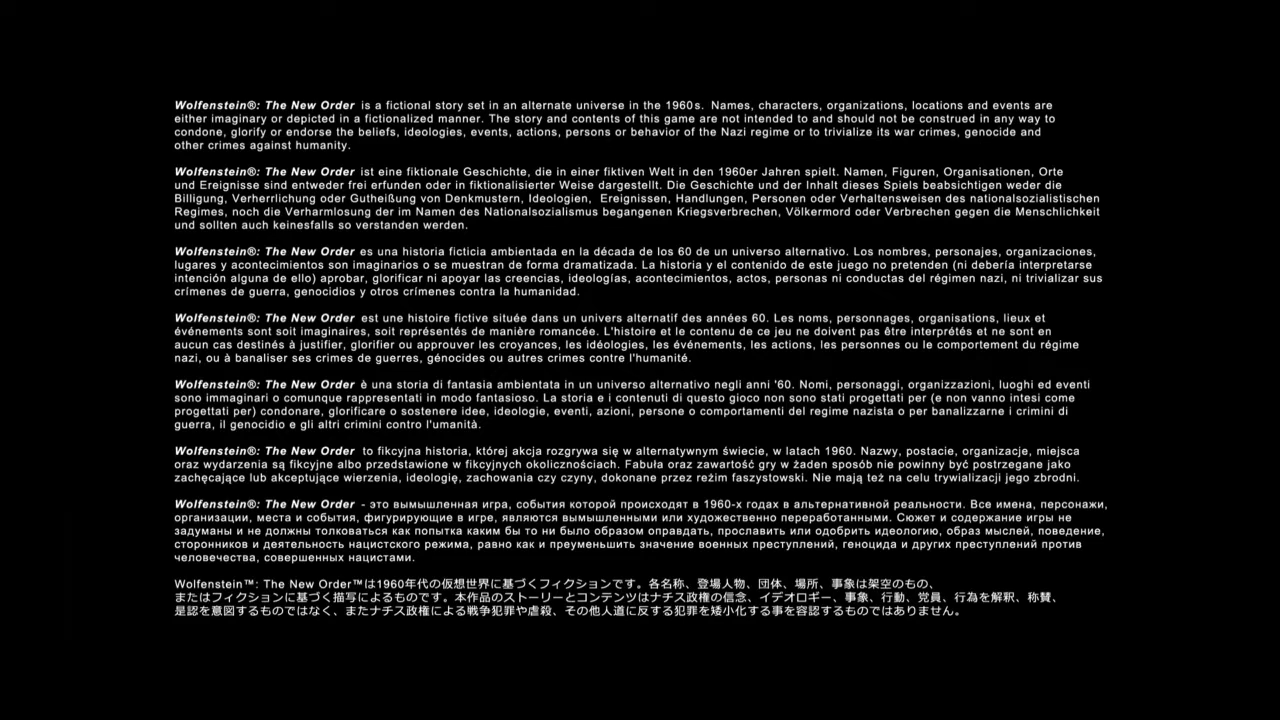 Wolfenstein®: The New Order is a fictional story set in an alternate universe in the 1960s. Names, characters, organizations, locations and events are
either imaginary or depicted in a fictionalized manner. The story and contents of this game are not intended to and should not be construed in any way to
condone, glorify or endorse the beliefs, ideologies, events, actions, persons or behavior of the Nazi regime or to trivialize its war crimes, genocide and
other crimes against humanity.
Wolfenstein®: The New Order ist eine fiktionale Geschichte, die in einer fiktiven Welt in den 1960er Jahren spielt. Namen, Figuren, Organisationen, Orte
und Ereignisse sind entweder frei erfunden oder in fiktionalisierter Weise dargestellt. Die Geschichte und der Inhalt dieses Spiels beabsichtigen weder die
Billigung, Verherrlichung oder Gutheißung von Denkmustern, Ideologien, Ereignissen, Handlungen, Personen oder Verhaltensweisen des nationalsozialistischen
Regimes, noch die Verharmlosung der im Namen des Nationalsozialismus begangenen Kriegsverbrechen, Völkermord oder Verbrechen gegen die Menschlichkeit
und sollten auch keinesfalls so verstanden werden.
Wolfenstein®: The New Order es una historia ficticia ambientada en la década de los 60 de un universo alternativo. Los nombres, personajes, organizaciones,
lugares y acontecimientos son imaginarios o se muestran de forma dramatizada. La historia y el contenido de este juego no pretenden (ni debería interpretarse
intención alguna de ello) aprobar, glorificar ni apoyar las creencias, ideologías, acontecimientos, actos, personas ni conductas del régimen nazi, ni trivializar sus
crímenes de guerra, genocidios y otros crímenes contra la humanidad.
Wolfenstein®: The New Order est une histoire fictive située dans un univers alternatif des années 60. Les noms, personnages, organisations, lieux et
événements sont soit imaginaires, soit représentés de manière romancée. L'histoire et le contenu de ce jeu ne doivent pas être interprétés et ne sont en
aucun cas destinés à justifier, glorifier ou approuver les croyances, les idéologies, les événements, les actions, les personnes ou le comportement du régime
nazi, ou à banaliser ses crimes de guerres, génocides ou autres crimes contre l'humanité.
Wolfenstein®: The New Order è una storia di fantasia ambientata in un universo alternativo negli anni '60. Nomi, personaggi, organizzazioni, luoghi ed eventi
sono immaginari o comunque rappresentati in modo fantasioso. La storia e i contenuti di questo gioco non sono stati progettati per (e non vanno intesi come
progettati per) condonare, glorificare o sostenere idee, ideologie, eventi, azioni, persone o comportamenti del regime nazista o per banalizzarne i crimini di
guerra, il genocidio e gli altri crimini contro l'umanità.
Wolfenstein®: The New Order to fikcyjna historia, której akcja rozgrywa się w alternatywnym świecie, w latach 1960. Nazwy, postacie, organizacje, miejsca
oraz wydarzenia są fikcyjne albo przedstawione w fikcyjnych okolicznościach. Fabuła oraz zawartość gry w żaden sposób nie powinny być postrzegane jako
zachęcające lub akceptujące wierzenia, ideologię, zachowania czy czyny, dokonane przez reżim faszystowski. Nie mają też na celu trywializacji jego zbrodni.
Wolfenstein®: The New Order - это вымышленная игра, события которой происходят в 1960-х годах в альтернативной реальности. Все имена, персонажи,
организации, места и события, фигурирующие в игре, являются вымышленными или художественно переработанными. Сюжет и содержание игры не
задуманы и не должны толковаться как попытка каким бы то ни было образом оправдать, прославить или одобрить идеологию, образ мыслей, поведение,
сторонников и деятельность нацистского режима, равно как и преуменьшить значение военных преступлений, геноцида и других преступлений против
человечества, совершенных нацистами.
Wolfenstein™: The New Order™は1960年代の仮想世界に基づくフィクションです。各名称、登場人物、団体、場所、事象は架空のもの、
またはフィクションに基づく描写によるものです。本作品のストーリーとコンテンツはナチス政権の信念、イデオロギー、事象、行動、党員、行為を解釈、称賛、
是認を意図するものではなく、またナチス政権による戦争犯罪や虐殺、その他人道に反する犯罪を矮小化する事を容認するものではありません。